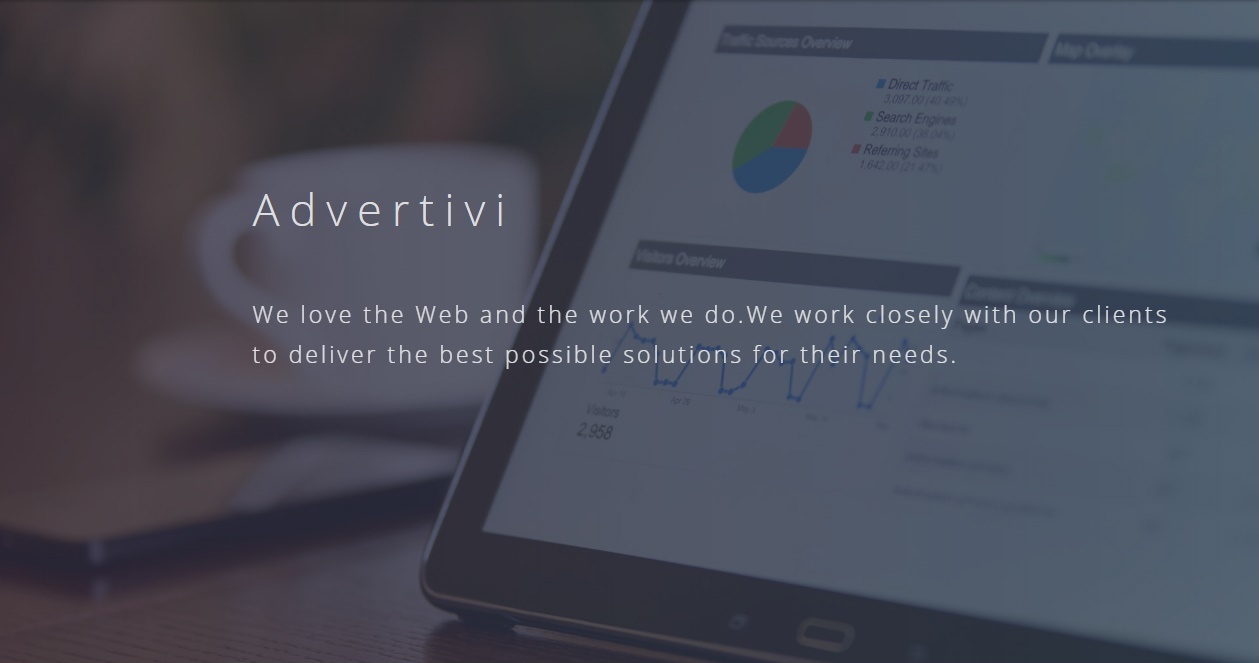 Traffic Sources Overview
Map Overlay
Direct Traffic
3,097.00 (40.49%)
Search Engines
2,910.00 (38.04%)
Referring Sites
1,642.00 (21.47%)
Advertivi
Visitors Overview
Content Overview
We love the Web and the work we do.We work closely with our clients
to deliver the best possible solutions for their needs.
Visitors
2,958